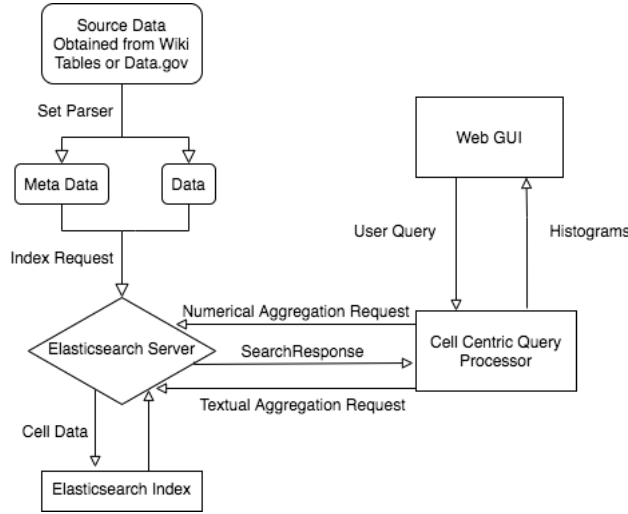 Source Data
Obtained from Wiki
Tables or Data.gov
Set Parser
Meta Data
Data
Index Request
Web GUI
User Query
Histograms
Numerical Aggregation Request
Elasticsearch Server
SearchResponse
Cell Centric Query
Processor
Textual Aggregation Request
Cell Data
Elasticsearch Index